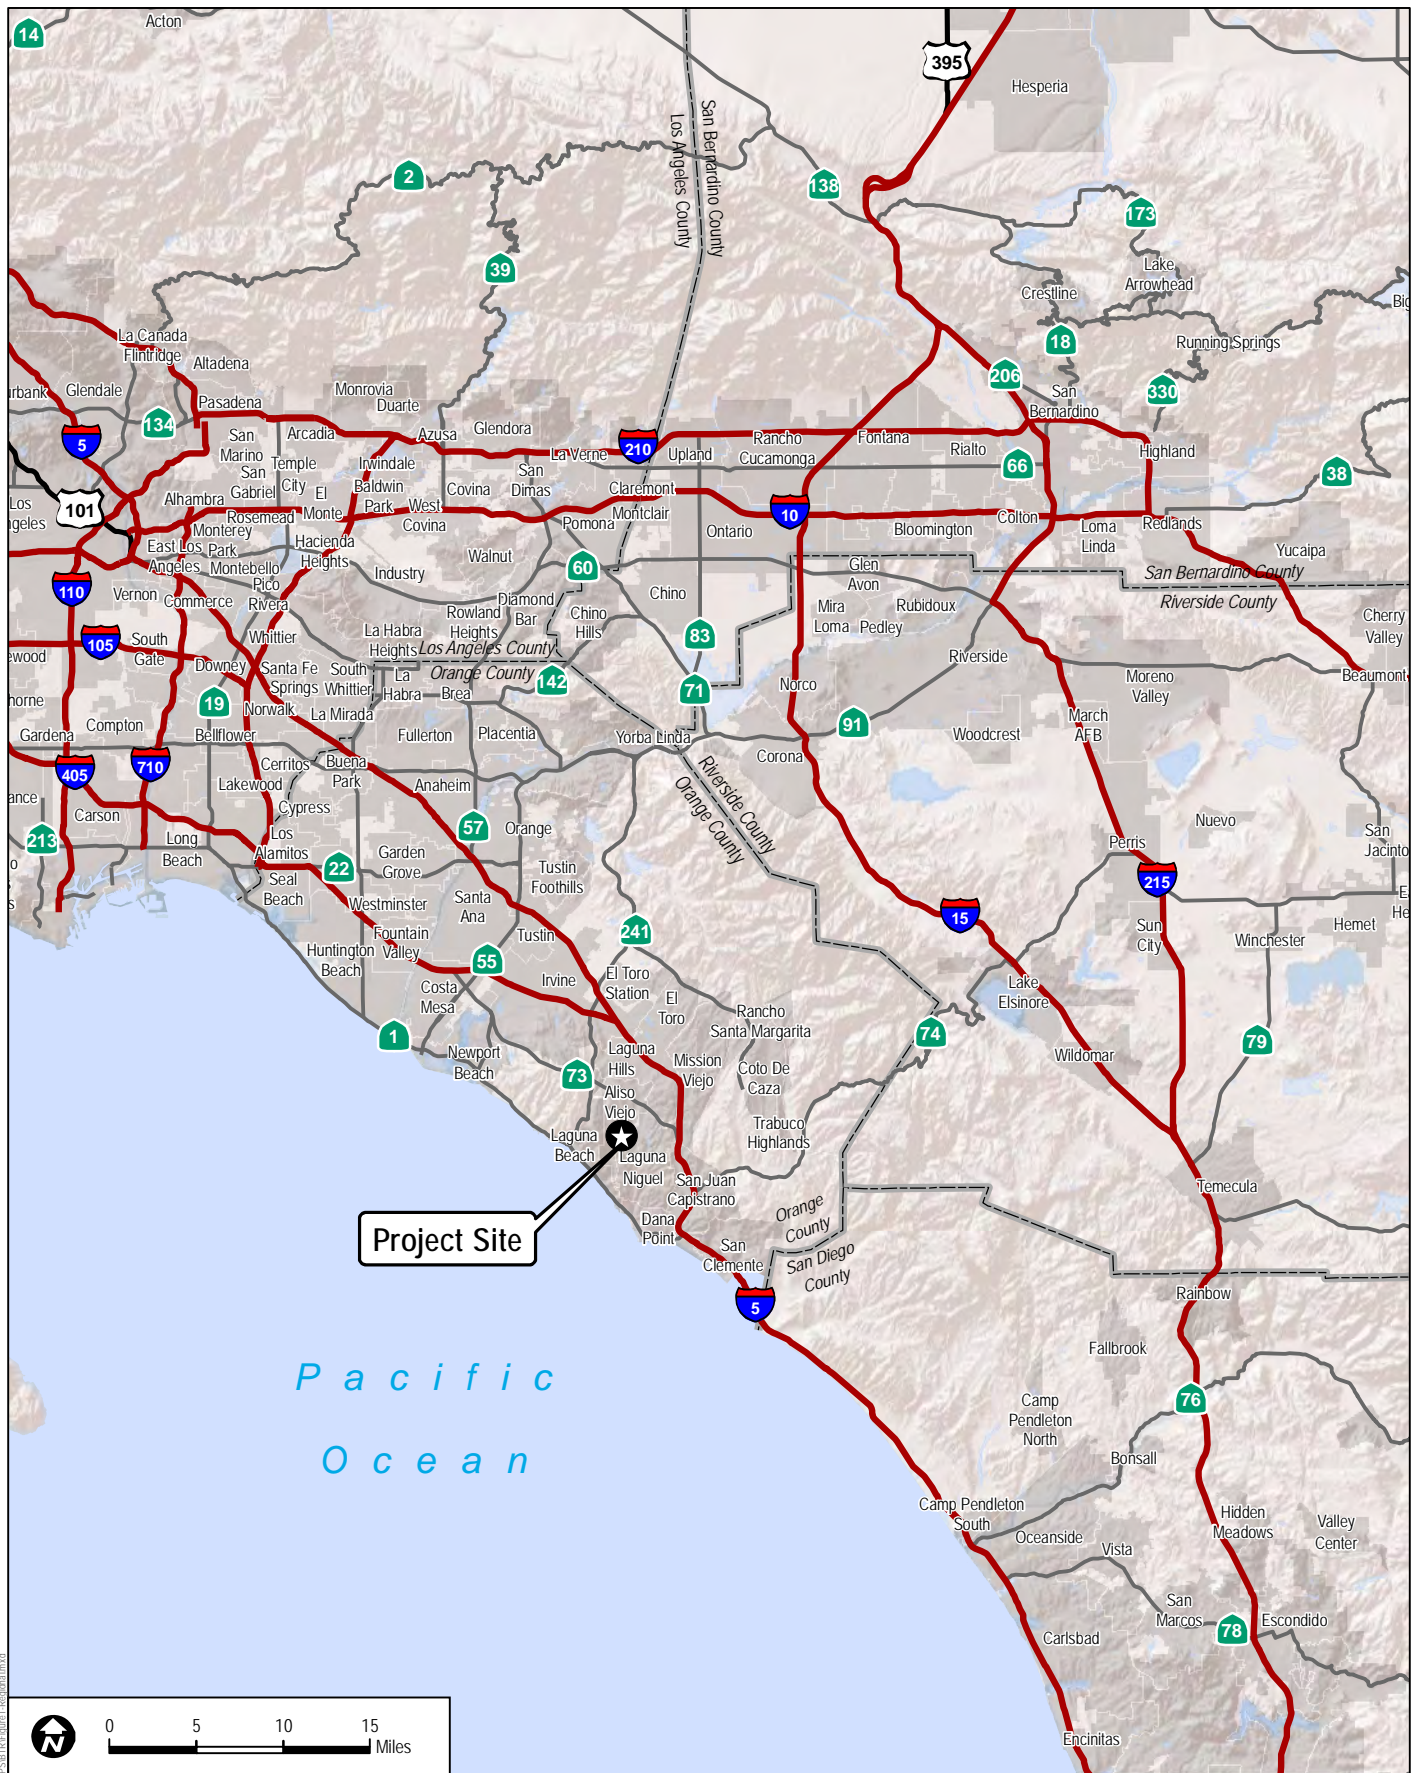 Acton
14
395
Hesperia
San Bernardino County
Los Angeles County
2
138
173
39
Lake
Arrowhead
Crestline
Big
La Canada
Flintridge
18
Running Springs
Altadena
206
330
Glendale
Monrovia
Duarte
San
Bernardino
Pasadena
134
5
Arcadia
Azusa
Glendora
210
La Verne
Upland
Rancho
Cucamonga
Fontana
Rialto
66
Highland
38
San
Marino
San
Gabriel
Temple
City
Irwindale
Baldwin
Park
Covina
San
Dimas
Claremont
Montclair
101
Los
Alhambra
Rosemead
El
Monte
West
Covina
Pomona
Ontario
10
Bloomington
Colton
Loma
Linda
Redlands
Monterey
Park
East Los
Angeles
Montebello
Hacienda
Heights
Walnut
60
Yucaipa
110
Vernon
Commerce
Pico
Rivera
Industry
Glen
Avon
San Bernardino County
Riverside County
Diamond
Bar
Chino
Chino
Hills
Rowland
Heights
Mira
Loma
Pedley
Rubidoux
Cherry
Valley
105
South
Gate
Whittier
La Habra
Heights
Los Angeles County
Orange County
83
Downey
Santa Fe
Springs
South
Whittier
La
Habra
Brea
142
71
Norco
Riverside
Moreno
Valley
Beaumont
19
Norwalk
La Mirada
Gardena
Compton
Bellflower
Fullerton
Placentia
Yorba Linda
Corona
91
Woodcrest
March
AFB
405
710
Cerritos
Buena
Park
Anaheim
Lakewood
Cypress
Carson
Riverside County
Orange County
213
Long
Beach
Los
Alamitos
57
Orange
Nuevo
San
Jacinto
Perris
22
Garden
Grove
Seal
Beach
Tustin
Foothills
215
Westminster
Santa
Ana
15
Fountain
Valley
Tustin
241
Sun
City
Winchester
Hemet
Huntington
Beach
55
Irvine
El Toro
Station
Costa
Mesa
El
Toro
Rancho
Santa Margarita
Lake
Elsinore
1
74
79
Newport
Beach
73
Laguna
Hills
Mission
Viejo
Coto De
Caza
Wildomar
Aliso
Viejo
Laguna
Beach
Trabuco
Highlands
Laguna
Niguel
San Juan
Capistrano
Temecula
Project Site
Dana
Point
Orange
County
San Diego
County
San
Clemente
5
Rainbow
Fallbrook
Pacific
Ocean
76
Camp
Pendleton
North
Bonsall
Camp Pendleton
South
Oceanside
Vista
Hidden
Meadows
Valley
Center
San
Marcos
78
Escondido
Carlsbad
Encinitas
N
0 5 10 15
Miles